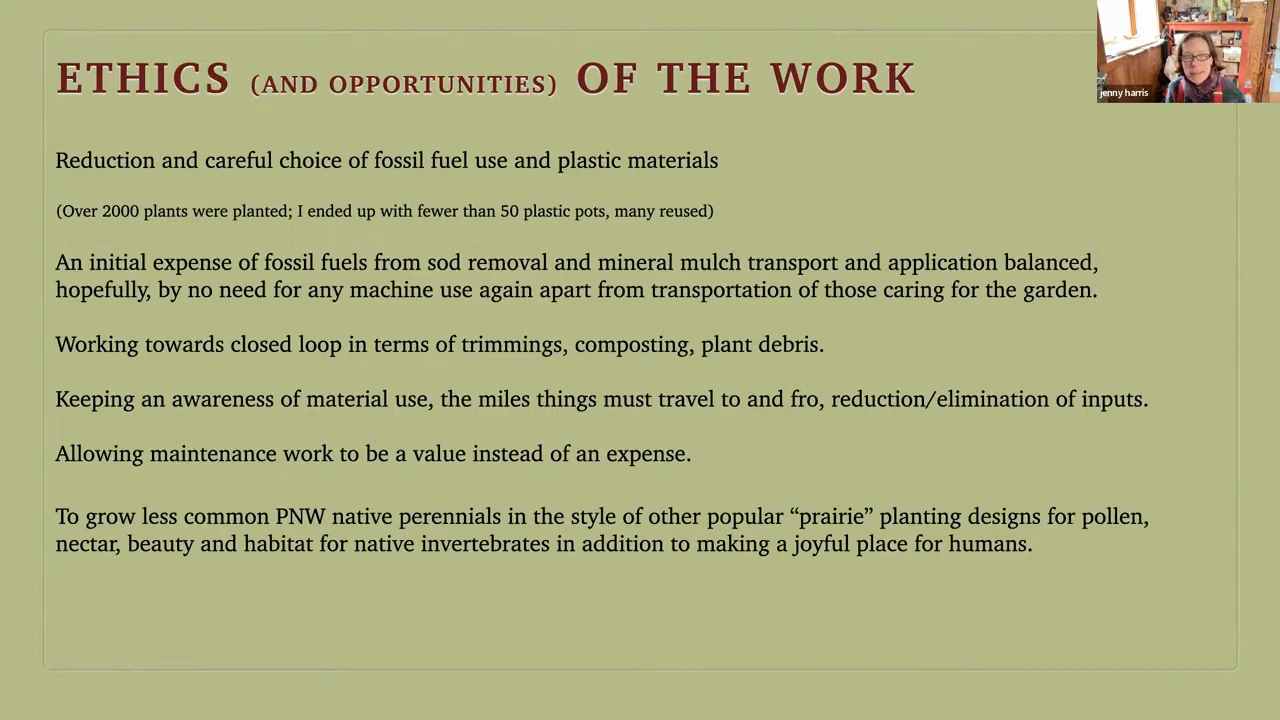 ETHICS (AND OPPORTUNITIES) OF THE WORK
jenny harris
Reduction and careful choice of fossil fuel use and plastic materials
(Over 2000 plants were planted; I ended up with fewer than 50 plastic pots, many reused)
An initial expense of fossil fuels from sod removal and mineral mulch transport and application balanced,
hopefully, by no need for any machine use again apart from transportation of those caring for the garden.
Working towards closed loop in terms of trimmings, composting, plant debris.
Keeping an awareness of material use, the miles things must travel to and fro, reduction/elimination of inputs.
Allowing maintenance work to be a value instead of an expense.
To grow less common PNW native perennials in the style of other popular “prairie” planting designs for pollen,
nectar, beauty and habitat for native invertebrates in addition to making a joyful place for humans.